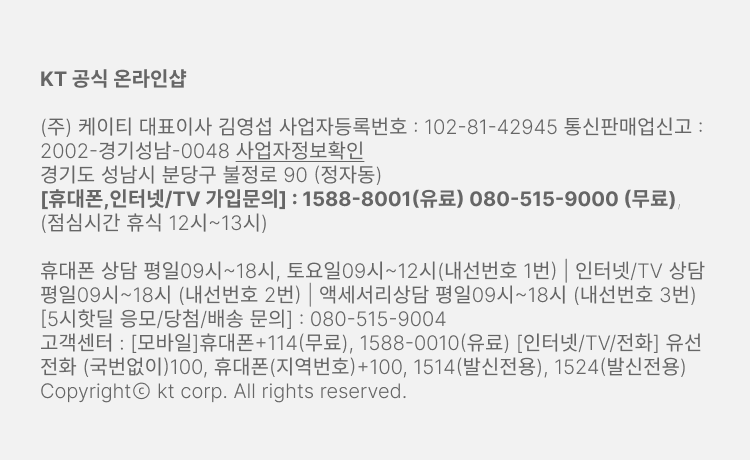 KT 공식 온라인샵
(주) 케이티 대표이사 김영섭 사업자등록번호 : 102-81-42945 통신판매업신고 :
2002-경기성남-0048 사업자정보확인
경기도 성남시 분당구 불정로 90 (정자동)
[휴대폰,인터넷/TV 가입문의] : 1588-8001(유료) 080-515-9000 (무료),
(점심시간 휴식 12시~13시)
휴대폰 상담 평일09시~18시, 토요일09시~12시(내선번호 1번) | 인터넷/TV 상담
평일09시~18시 (내선번호 2번) | 액세서리상담 평일09시~18시 (내선번호 3번)
[5시핫딜 응모/당첨/배송 문의] : 080-515-9004
고객센터 : [모바일]휴대폰+114(무료), 1588-0010(유료) [인터넷/TV/전화] 유선
전화 (국번없이)100, 휴대폰(지역번호)+100, 1514(발신전용), 1524(발신전용)
Copyrightⓒ kt corp. All rights reserved.